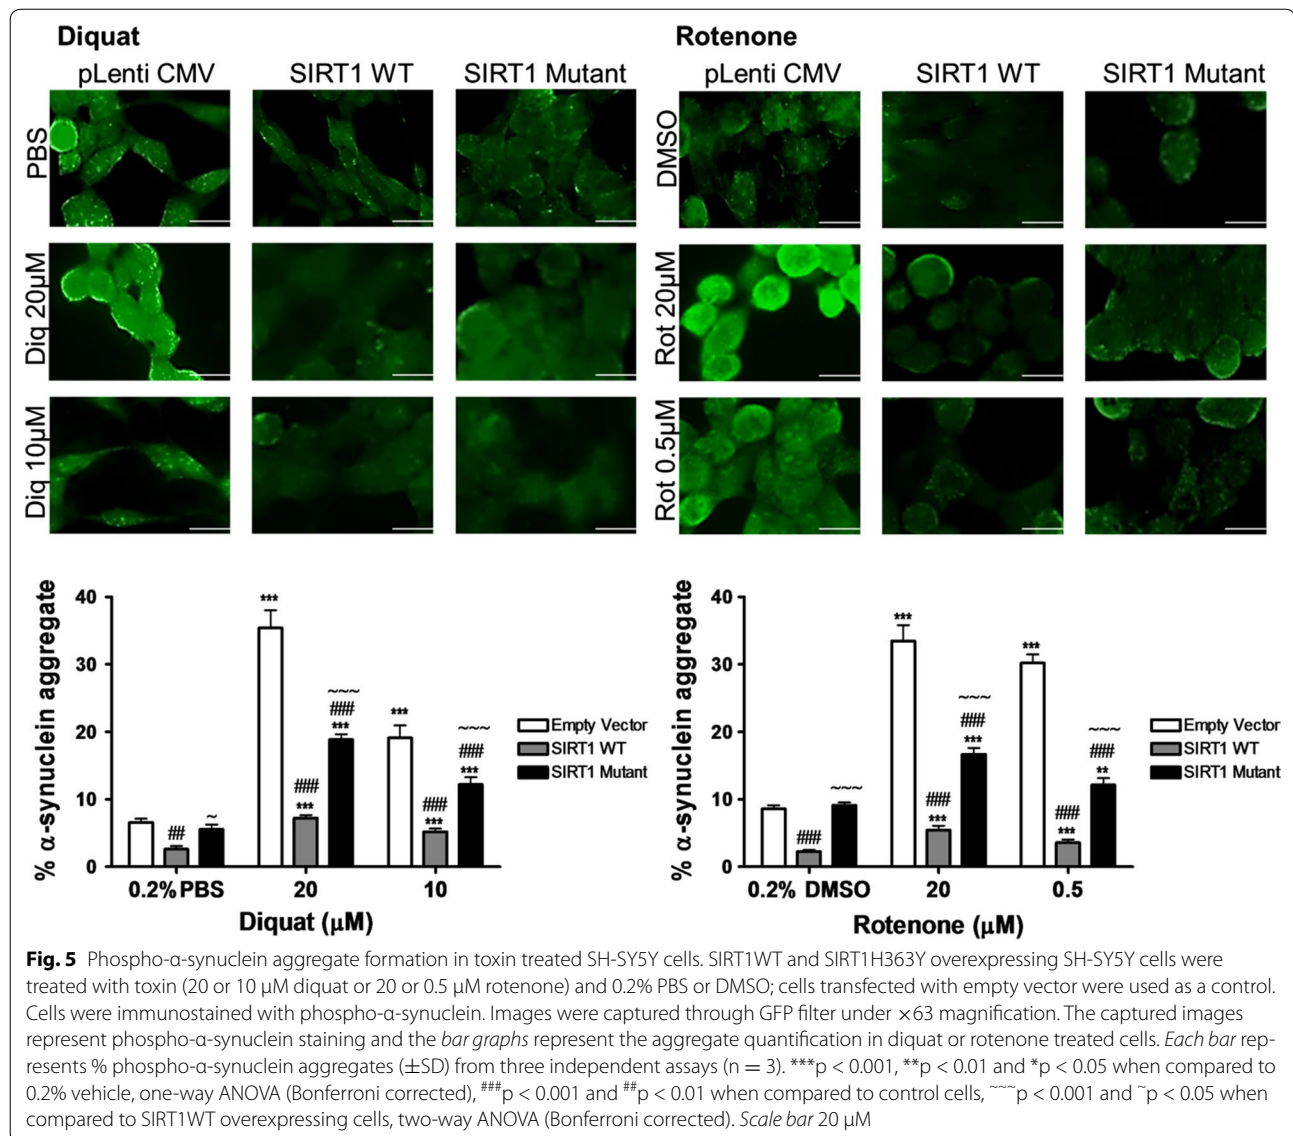 Diquat
Rotenone
pLenti CMV SIRT1 WT SIRT1 Mutant
pLenti CMV SIRT1 WT SIRT1 Mutant
PBS
DMSO
Diq 20µM
Rot 20µM
Diq 10µM
Rot 0.5µM
% α-synuclein aggregate
40
30
20
10
0
***
***
~~~
###
***
###
***
~~~
###
***
###
***
##
~
Empty Vector
SIRT1 WT
SIRT1 Mutant
0.2% PBS 20 10
Diquat (µM)
% α-synuclein aggregate
40
30
20
10
0
***
***
~~~
###
***
###
***
~~~
###
**
###
***
###
~~~
Empty Vector
SIRT1 WT
SIRT1 Mutant
0.2% DMSO 20 0.5
Rotenone (µM)
Fig. 5 Phospho-α-synuclein aggregate formation in toxin treated SH-SY5Y cells. SIRT1WT and SIRT1H363Y overexpressing SH-SY5Y cells were
treated with toxin (20 or 10 µM diquat or 20 or 0.5 µM rotenone) and 0.2% PBS or DMSO; cells transfected with empty vector were used as a control.
Cells were immunostained with phospho-α-synuclein. Images were captured through GFP filter under ×63 magnification. The captured images
represent phospho-α-synuclein staining and the bar graphs represent the aggregate quantification in diquat or rotenone treated cells. Each bar rep-
resents % phospho-α-synuclein aggregates (±SD) from three independent assays (n = 3). ***p < 0.001, **p < 0.01 and *p < 0.05 when compared to
0.2% vehicle, one-way ANOVA (Bonferroni corrected), ###p < 0.001 and ##p < 0.01 when compared to control cells, ~~~p < 0.001 and ~p < 0.05 when
compared to SIRT1WT overexpressing cells, two-way ANOVA (Bonferroni corrected). Scale bar 20 µM